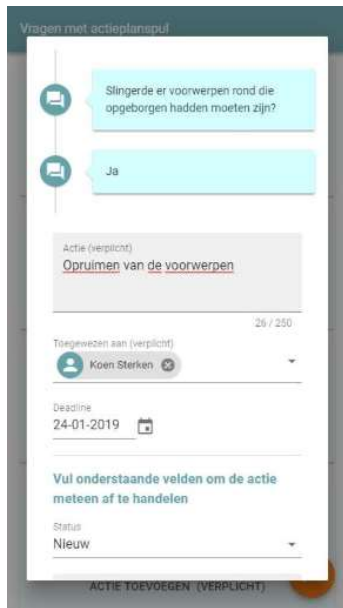 Vragen met actieplanspul
Slingerde er voorwerpen rond die
opgeborgen hadden moeten zijn?
Ja
Actie (verplicht)
Opruimen van de voorwerpen
26 / 250
Toegewezen aan (verplicht)
Koen Sterken
Deadline
24-01-2019
Vul onderstaande velden om de actie
meteen af te handelen
Status
Nieuw
ACTIE TOEVOEGEN (VERPLICHT)